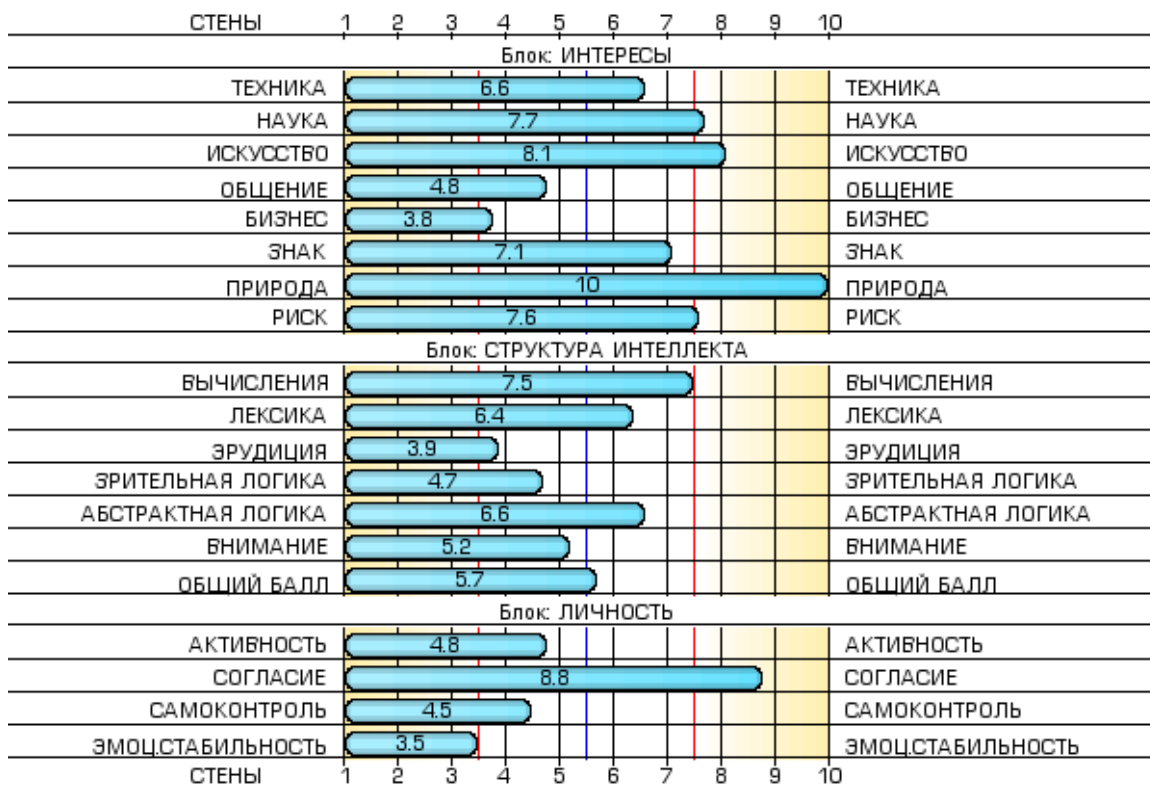 СТЕНЫ 1 2 3 4 5 6 7 8 9 10
Блок: ИНТЕРЕСЫ
ТЕХНИКА 6.6 ТЕХНИКА
НАУКА 7.7 НАУКА
ИСКУССТВО 8.1 ИСКУССТВО
ОБЩЕНИЕ 4.8 ОБЩЕНИЕ
БИЗНЕС 3.8 БИЗНЕС
ЗНАК 7.1 ЗНАК
ПРИРОДА 10 ПРИРОДА
РИСК 7.6 РИСК
Блок: СТРУКТУРА ИНТЕЛЛЕКТА
ВЫЧИСЛЕНИЯ 7.5 ВЫЧИСЛЕНИЯ
ЛЕКСИКА 6.4 ЛЕКСИКА
ЭРУДИЦИЯ 3.9 ЭРУДИЦИЯ
ЗРИТЕЛЬНАЯ ЛОГИКА 4.7 ЗРИТЕЛЬНАЯ ЛОГИКА
АБСТРАКТНАЯ ЛОГИКА 6.6 АБСТРАКТНАЯ ЛОГИКА
ВНИМАНИЕ 5.2 ВНИМАНИЕ
ОБЩИЙ БАЛЛ 5.7 ОБЩИЙ БАЛЛ
Блок: ЛИЧНОСТЬ
АКТИВНОСТЬ 4.8 АКТИВНОСТЬ
СОГЛАСИЕ 8.8 СОГЛАСИЕ
САМОКОНТРОЛЬ 4.5 САМОКОНТРОЛЬ
ЭМОЦ.СТАБИЛЬНОСТЬ 3.5 ЭМОЦ.СТАБИЛЬНОСТЬ
СТЕНЫ 1 2 3 4 5 6 7 8 9 10